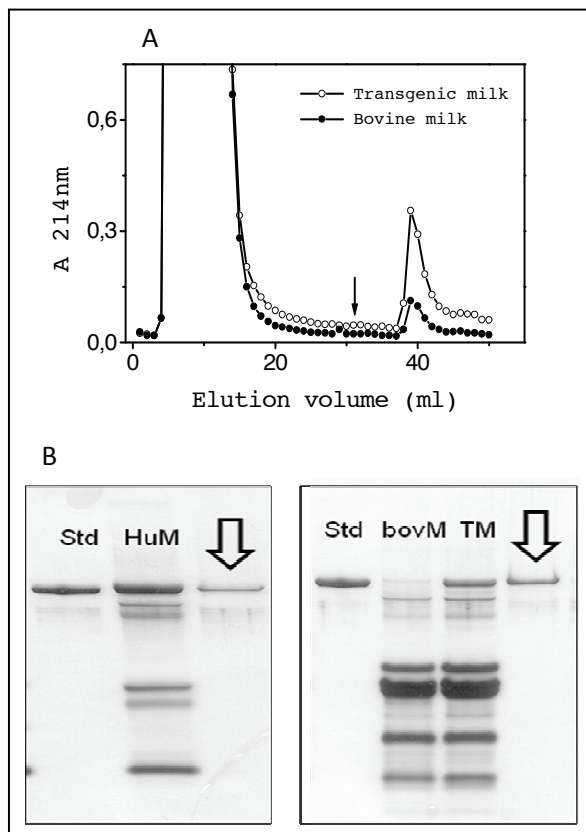 A
Transgenic milk
Bovine milk
0,6
0,3
0,0
A 214nm
0
20
40
Elution volume (ml)
B
Std HuM
Std bovM TM